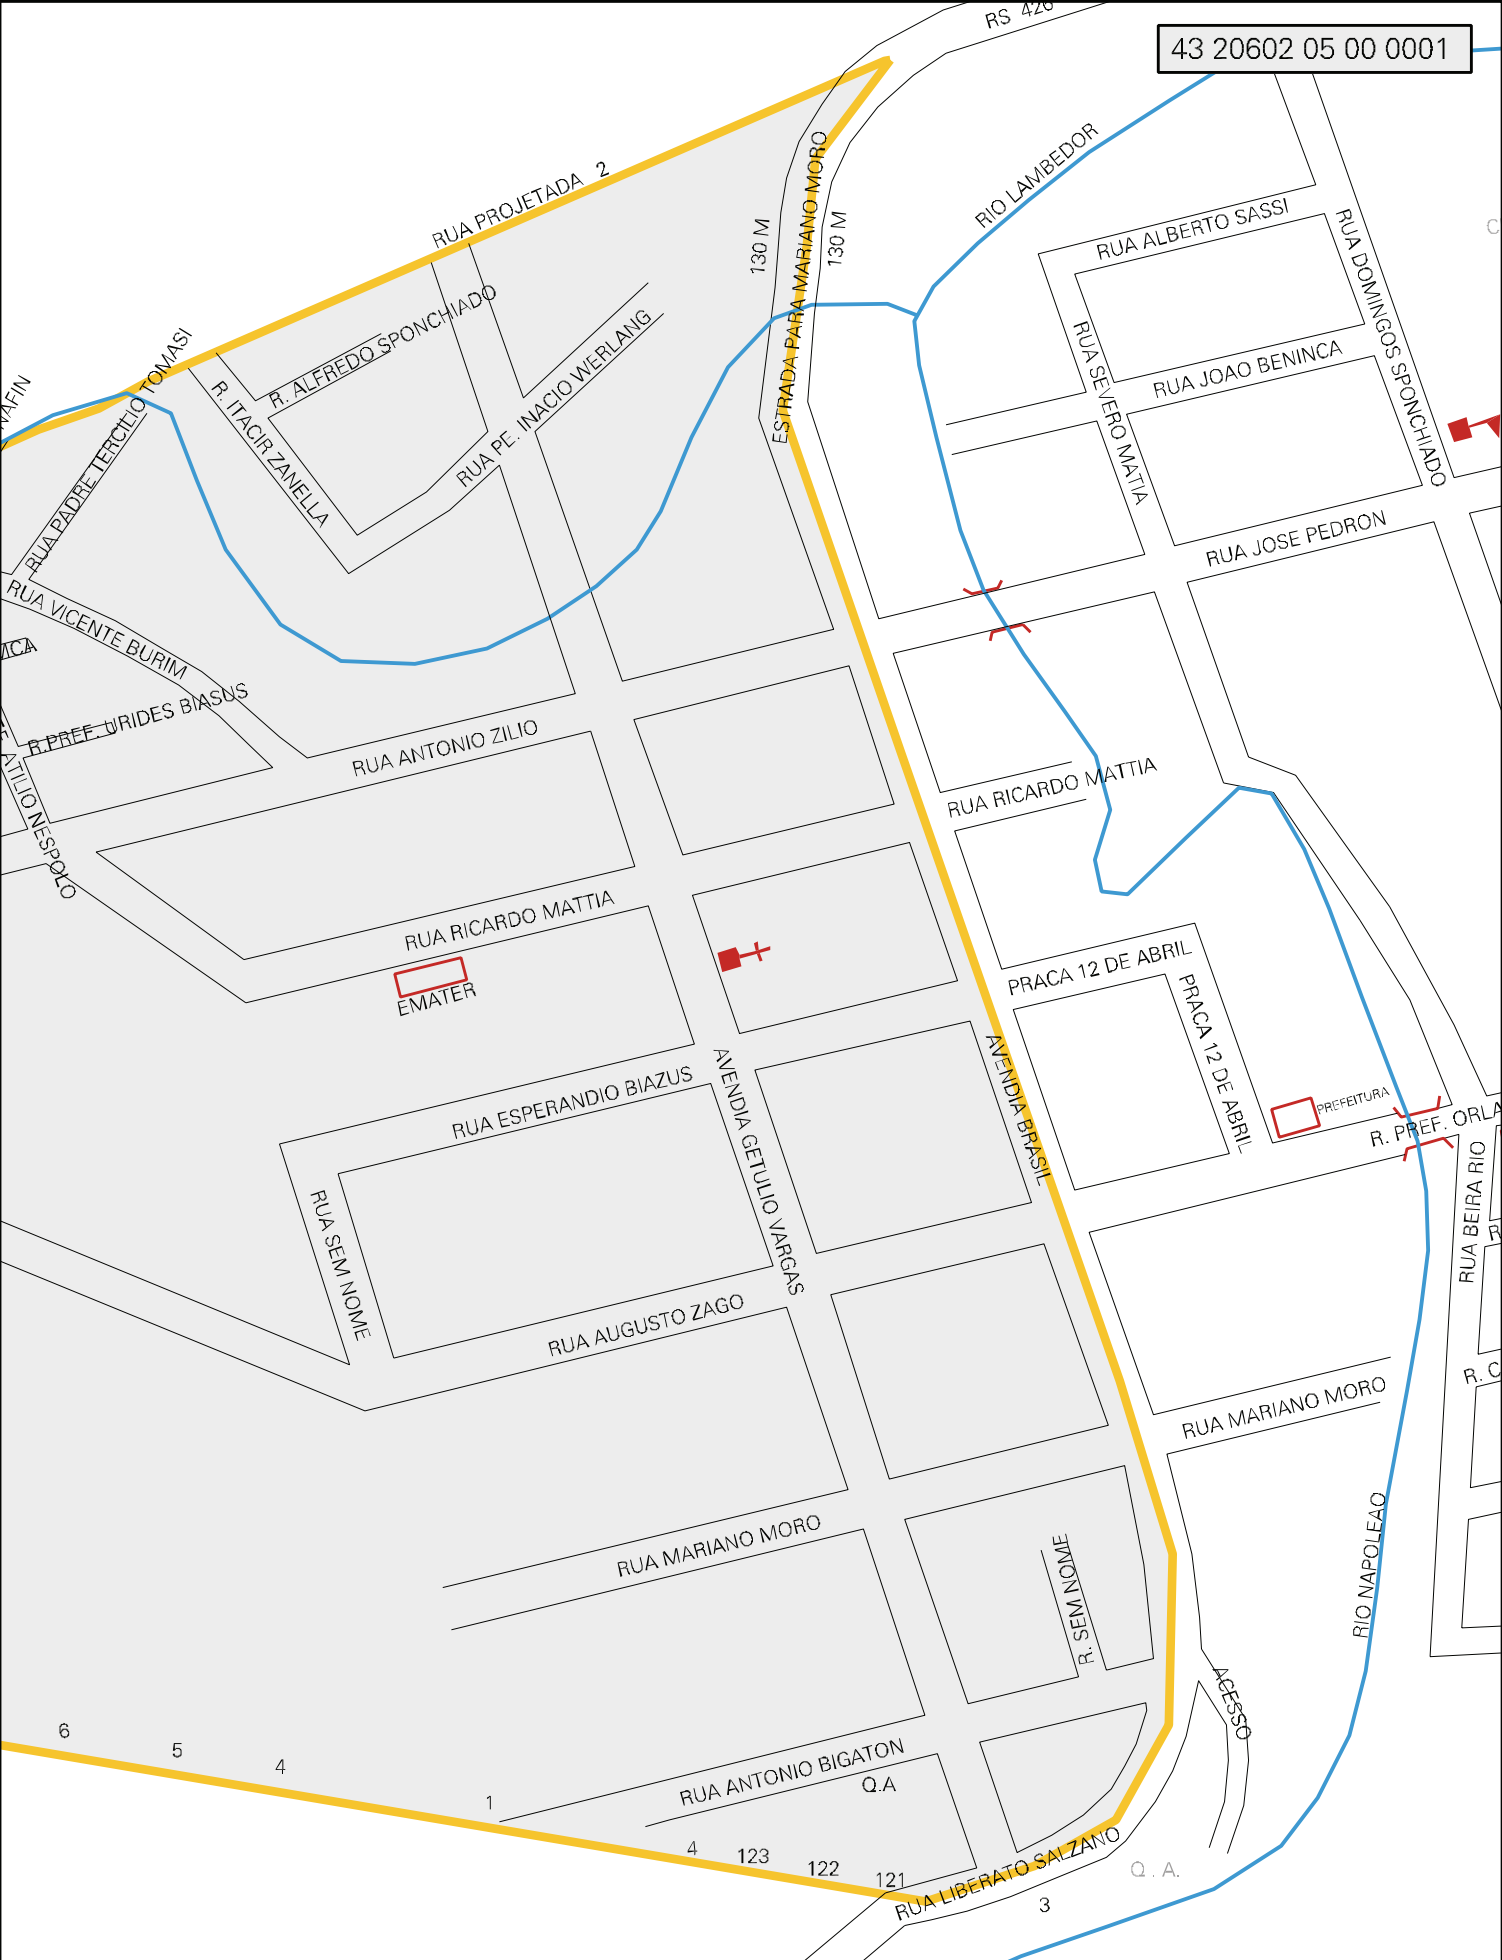 RS 426
43 20602 05 00 0001
RIO LAMBEDOR
RUA PROJETADA 2
ESTRADA PARA MARIANO MORO
130 M
130 M
RUA ALBERTO SASSI
RUA DOMINGOS SPONCHIADO
C
R. ALFREDO SPONCHIADO
RUA PE. INACIO WERLANG
R. ITACIR ZANELLA
RUA PADRE TERCILIO TOMASI
NAFIN
RUA SEVERO MATIA
RUA JOAO BENINCA
RUA JOSE PEDRON
RUA VICENTE BURIM
R.PREF. URIDES BIASUS
ATILIO NESPOLO
RUA ANTONIO ZILIO
RUA RICARDO MATTIA
RUA RICARDO MATTIA
EMATER
PRACA 12 DE ABRIL
PRACA 12 DE ABRIL
PREFEITURA
R. PREF. ORLA
AVENDIA BRASIL
AVENDIA GETULIO VARGAS
RUA ESPERANDIO BIAZUS
RUA SEM NOME
RUA BEIRA RIO
R
RUA AUGUSTO ZAGO
R. C
RUA MARIANO MORO
RUA MARIANO MORO
R. SEM NOME
RIO NAPOLEAO
ACESSO
RUA ANTONIO BIGATON
Q.A
6
5
4
1
4
123
122
121
RUA LIBERATO SALZANO
Q . A.
3